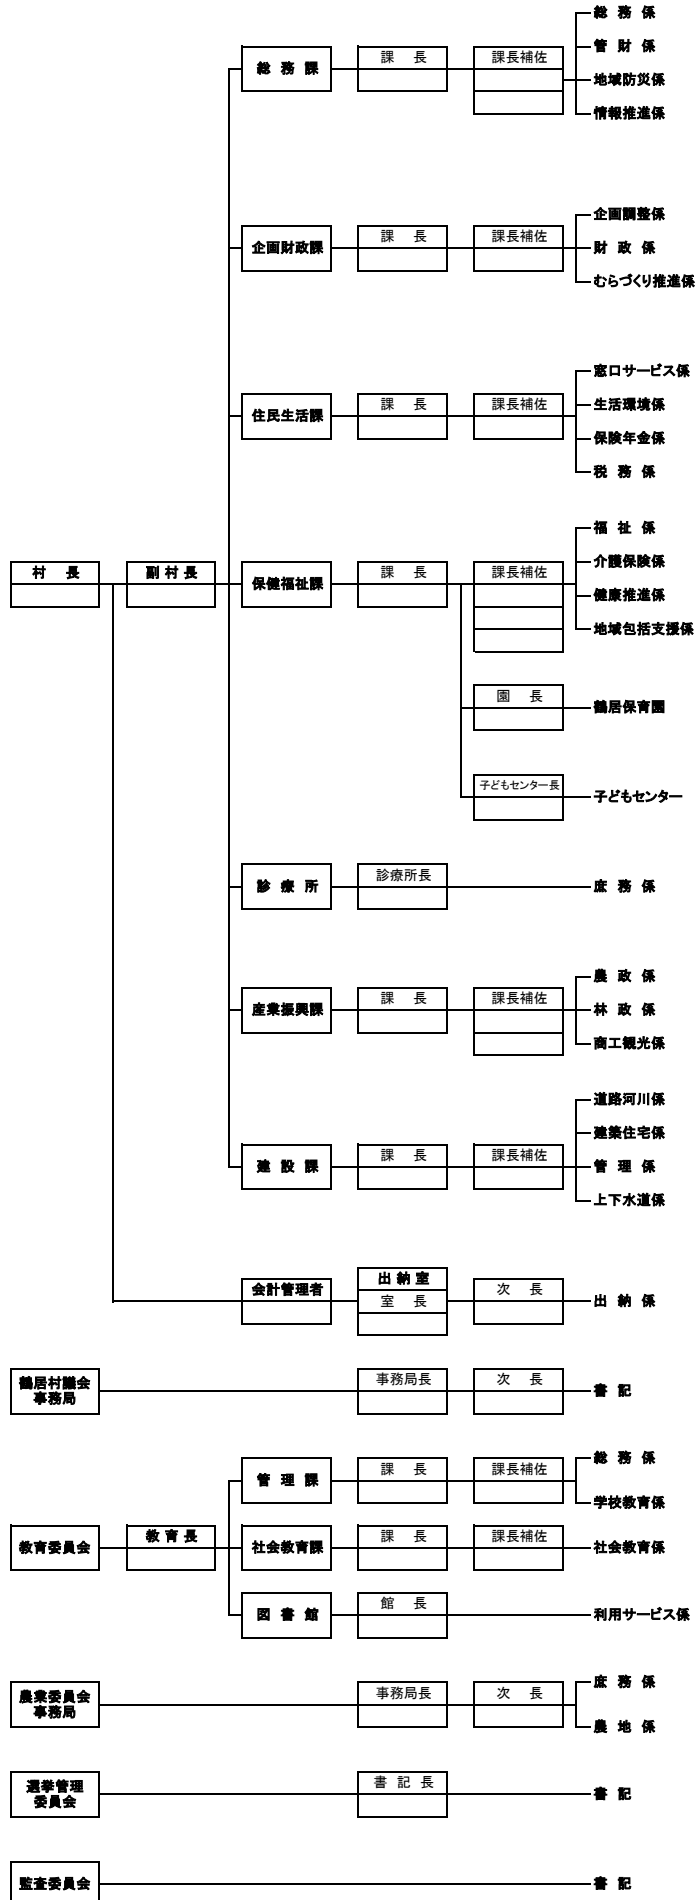 総 務 係
課 長 課長補佐 管 財 係
総 務 課
地域防災係
情報推進係
企画調整係
課 長 課長補佐
企画財政課 財 政 係
むらづくり推進係
窓口サービス係
課 長 課長補佐 生活環境係
住民生活課
保険年金係
税 務 係
福 祉 係
村 長 副 村 長 課 長 課長補佐 介護保険係
保健福祉課
健康推進係
地域包括支援係
園 長
鶴居保育園
子どもセンター長
子どもセンター
診療所長
診 療 所 庶 務 係
農 政 係
課 長 課長補佐
産業振興課 林 政 係
商工観光係
道路河川係
建築住宅係
課 長 課長補佐
建 設 課 管 理 係
上下水道係
出 納 室
会計管理者 室 長 次 長 出 納 係
鶴居村議会
事務局
事務局長 次 長 書 記
総 務 係
管 理 課 課 長 課長補佐
学校教育係
教育委員会 教 育 長 社会教育課 課 長 課長補佐 社会教育係
図 書 館 館 長 利用サービス係
農業委員会
事務局
事務局長 次 長 庶 務 係
農 地 係
選挙管理
委員会
書 記 長 書 記
監査委員会 書 記